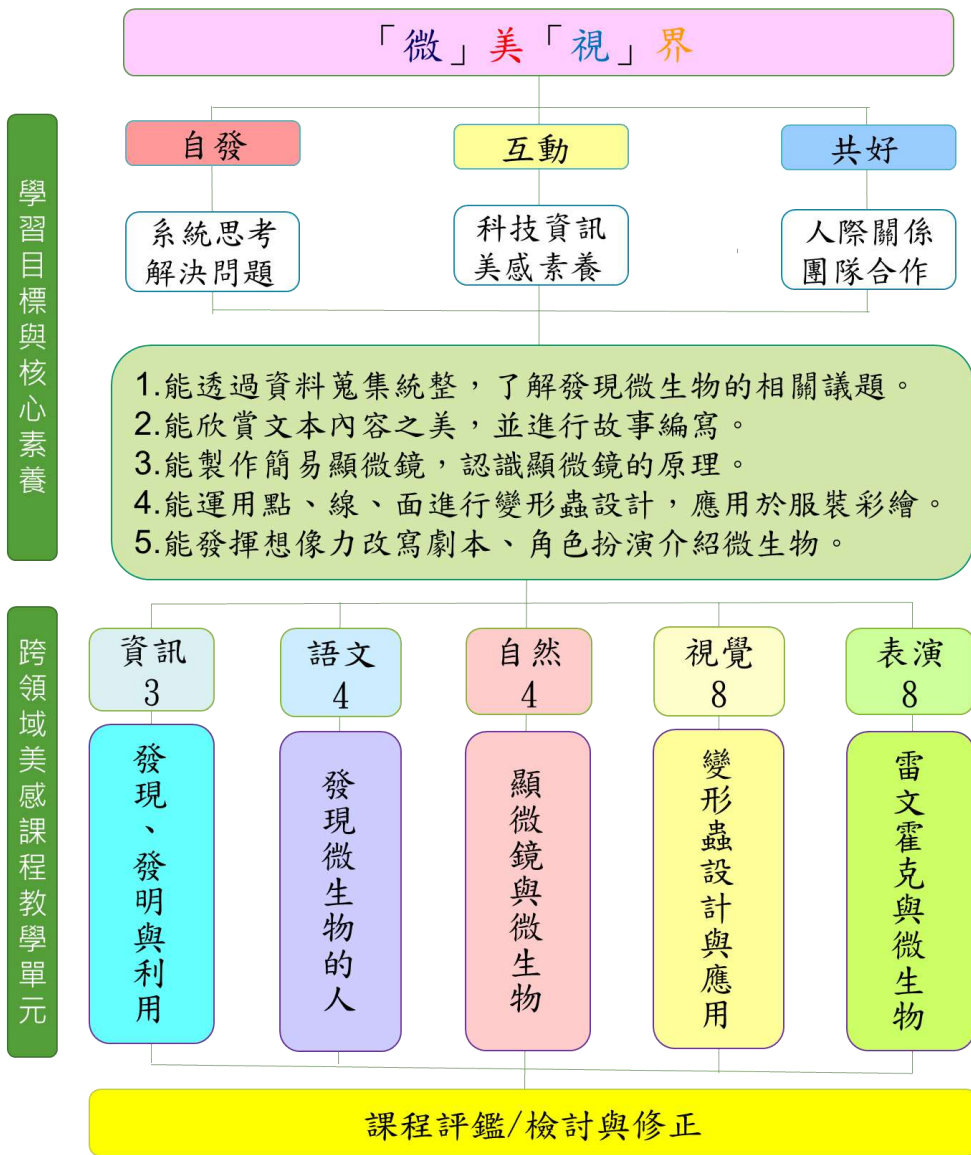 「微」美「視」界
學習目標與核心素養
自發
互動
共好
系統思考
解決問題
科技資訊
美感素養
人際關係
團隊合作
1.能透過資料蒐集統整，了解發現微生物的相關議題。
2.能欣賞文本內容之美，並進行故事編寫。
3.能製作簡易顯微鏡，認識顯微鏡的原理。
4.能運用點、線、面進行變形蟲設計，應用於服裝彩繪。
5.能發揮想像力改寫劇本、角色扮演介紹微生物。
跨領域美感課程教學單元
資訊
3
語文
4
自然
4
視覺
8
表演
8
發現、發明與利用
發現微生物的人
顯微鏡與微生物
變形蟲設計與應用
雷文霍克與微生物
課程評鑑/檢討與修正